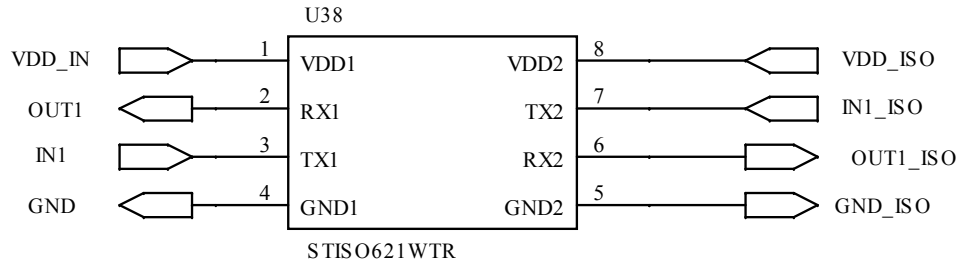 U38
VDD_IN 1 VDD1 VDD2 8 VDD_ISO
OUT1 2 RX1 TX2 7 IN1_ISO
IN1 3 TX1 RX2 6 OUT1_ISO
GND 4 GND1 GND2 5 GND_ISO
STISO621WTR